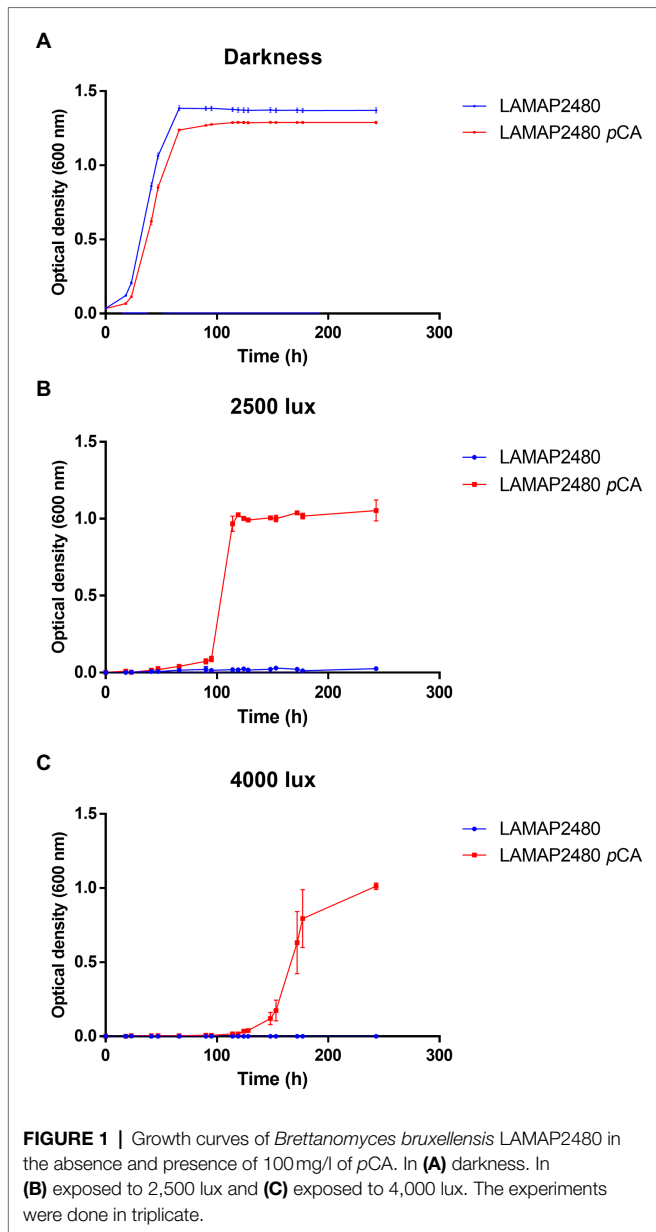 A
Darkness
Optical density (600 nm)
1.5
1.0
0.5
0.0
0
100
200
300
Time (h)
LAMAP2480
LAMAP2480 pCA
B
2500 lux
Optical density (600 nm)
1.5
1.0
0.5
0.0
0
100
200
300
Time (h)
LAMAP2480
LAMAP2480 pCA
C
4000 lux
Optical density (600 nm)
1.5
1.0
0.5
0.0
0
100
200
300
Time (h)
LAMAP2480
LAMAP2480 pCA
FIGURE 1 | Growth curves of Brettanomyces bruxellensis LAMAP2480 in
the absence and presence of 100 mg/l of pCA. In (A) darkness. In
(B) exposed to 2,500 lux and (C) exposed to 4,000 lux. The experiments
were done in triplicate.